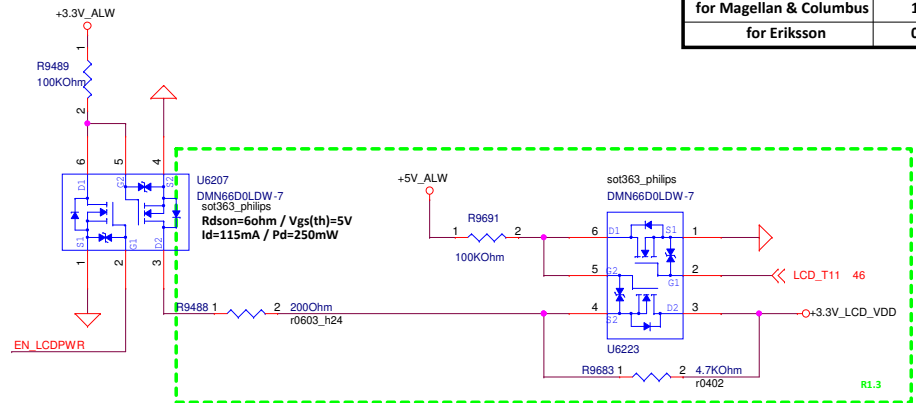 for Magellan & Columbus 1
for Eriksson 0
+3.3V_ALW
1
R9489
100KOhm
2
6 5 4
D1 G2 S2
S1 G1 D2
1 2 3
U6207
DMN66D0LDW-7
sot363_philips
Rdson=6ohm / Vgs(th)=5V
Id=115mA / Pd=250mW
+5V_ALW
R9691
1 2
100KOhm
sot363_philips
DMN66D0LDW-7
6 D1 S1 1
5 G2 G1 2
4 S2 D2 3
U6223
LCD_T11 46
+3.3V_LCD_VDD
R9488 1 2 200Ohm
r0603_h24
EN_LCDPWR
R9683 1 2 4.7KOhm
r0402
R1.3